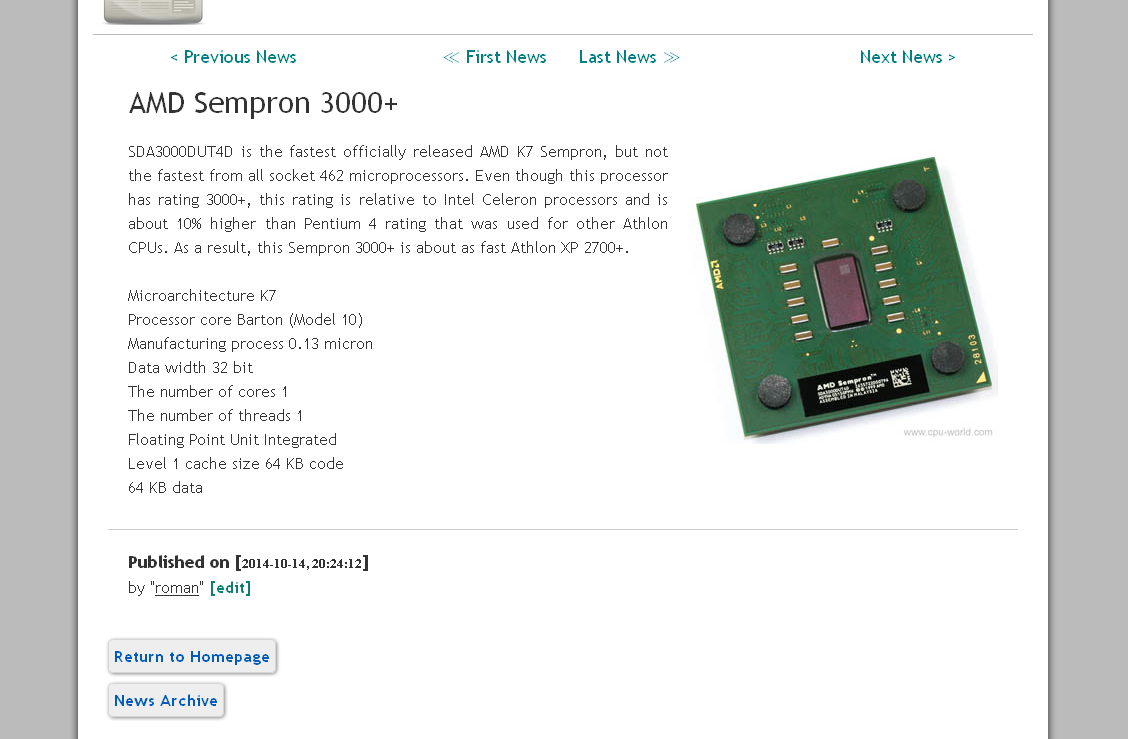 < Previous News
≪ First News
Last News ≫
Next News >
AMD Sempron 3000+
SDA3000DUT4D is the fastest officially released AMD K7 Sempron, but not
the fastest from all socket 462 microprocessors. Even though this processor
has rating 3000+, this rating is relative to Intel Celeron processors and is
about 10% higher than Pentium 4 rating that was used for other Athlon
CPUs. As a result, this Sempron 3000+ is about as fast Athlon XP 2700+.
AMD
28103
AMD Sempron™
SDA3000DUT4D
ASSEMBLED IN MALAYSIA
www.cpu-world.com
Microarchitecture K7
Processor core Barton (Model 10)
Manufacturing process 0.13 micron
Data width 32 bit
The number of cores 1
The number of threads 1
Floating Point Unit Integrated
Level 1 cache size 64 KB code
64 KB data
Published on [2014-10-14, 20:24:12]
by "roman" [edit]
Return to Homepage
News Archive